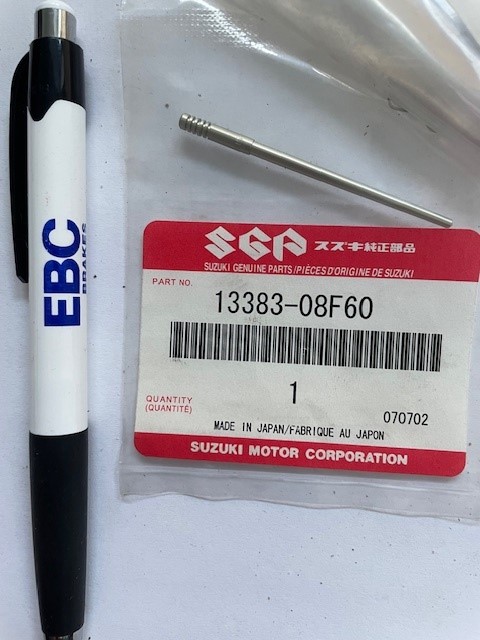 EBC
BRAKES
SGP スズキ純正部品
SUZUKI GENUINE PARTS/PIÈCES D'ORIGINE DE SUZUKI
PART NO.
13383-08F60
1
QUANTITY
(QUANTITÉ)
070702
MADE IN JAPAN/FABRIQUE AU JAPON
SUZUKI MOTOR CORPORATION